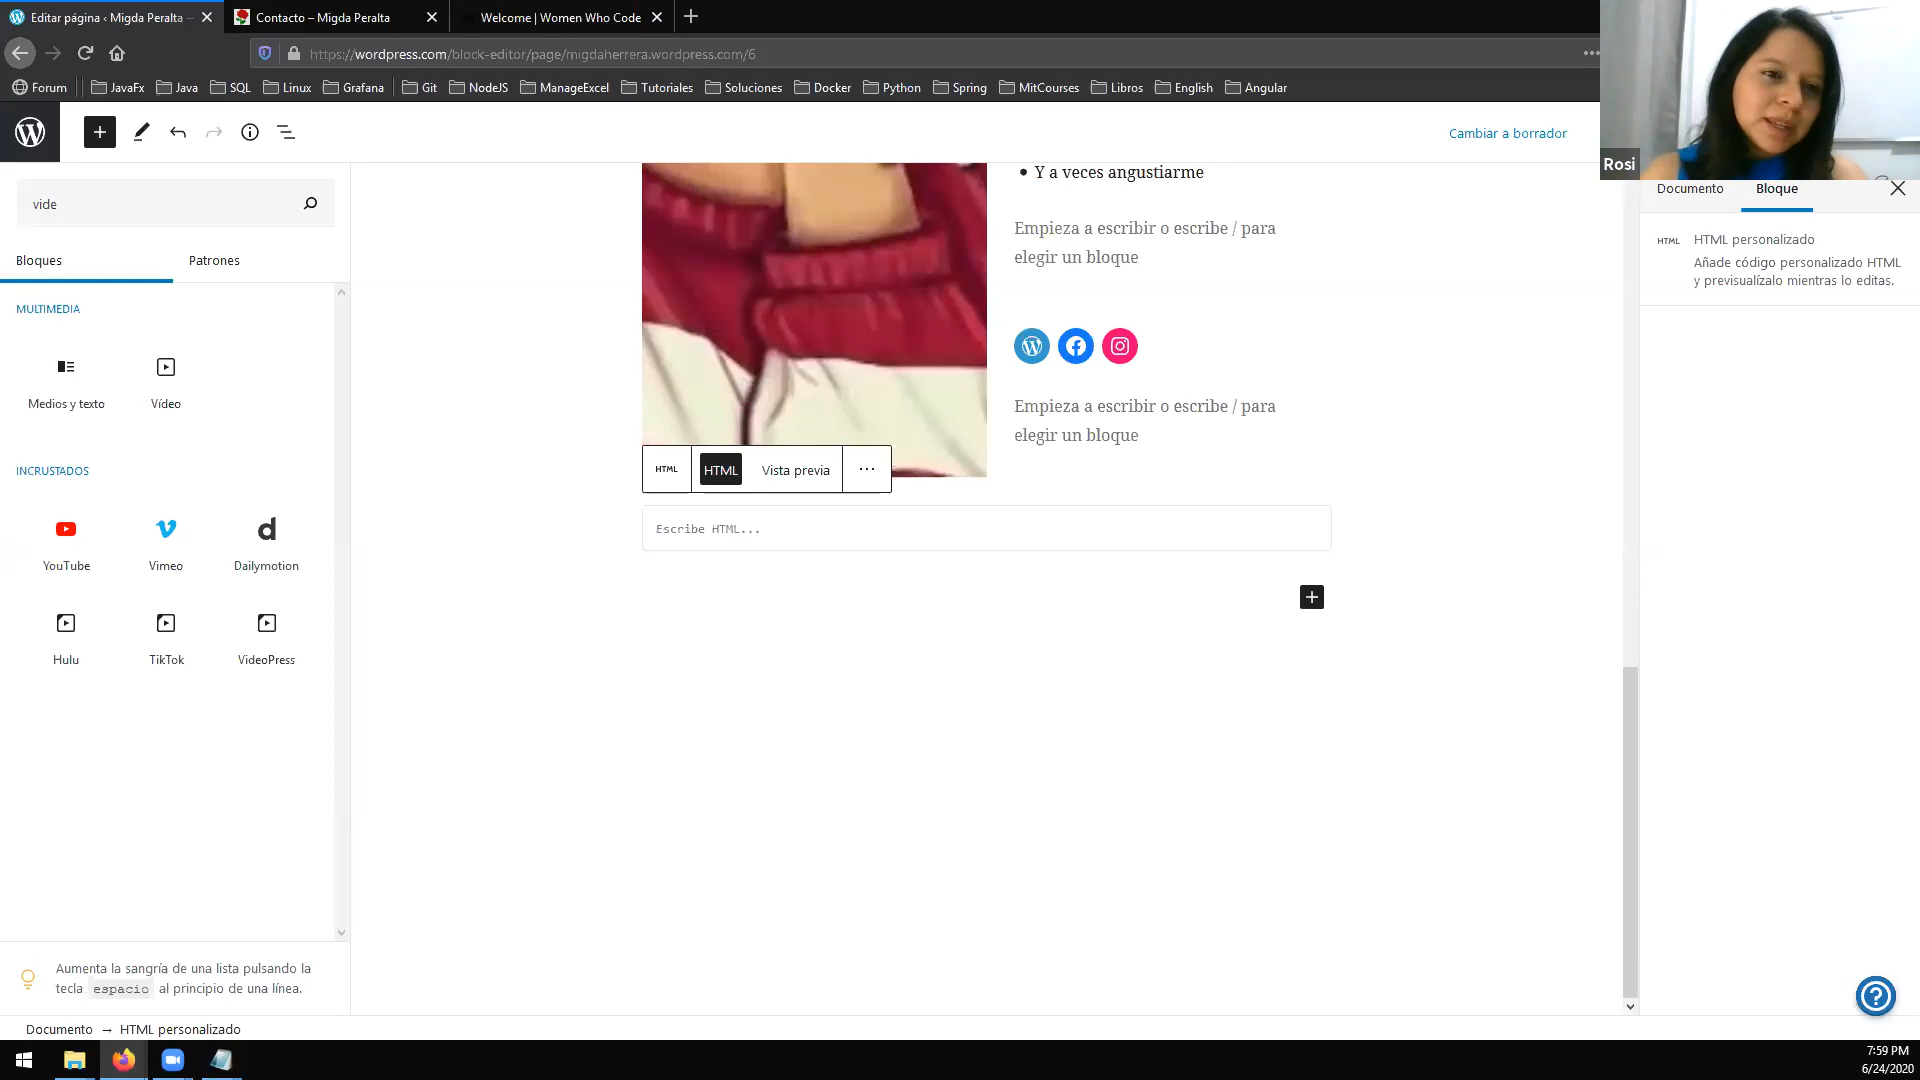 Editar página ‹ Migda Peralta —
Contacto – Migda Peralta
Welcome | Women Who Code
https://wordpress.com/block-editor/page/migdaherrera.wordpress.com/6
Forum
JavaFx
Java
SQL
Linux
Grafana
Git
NodeJS
ManageExcel
Tutoriales
Soluciones
Docker
Python
Spring
MitCourses
Libros
English
Angular
Cambiar a borrador
Rosi
vide
Bloques
Patrones
MULTIMEDIA
Medios y texto
Vídeo
INCRUSTADOS
YouTube
Vimeo
Dailymotion
Hulu
TikTok
VideoPress
Aumenta la sangría de una lista pulsando la
tecla espacio al principio de una línea.
Y a veces angustiarme
Empieza a escribir o escribe / para
elegir un bloque
Empieza a escribir o escribe / para
elegir un bloque
HTML
HTML
Vista previa
Escribe HTML...
Documento
Bloque
HTML
HTML personalizado
Añade código personalizado HTML
y previsualízalo mientras lo editas.
Documento → HTML personalizado
7:59 PM
6/24/2020